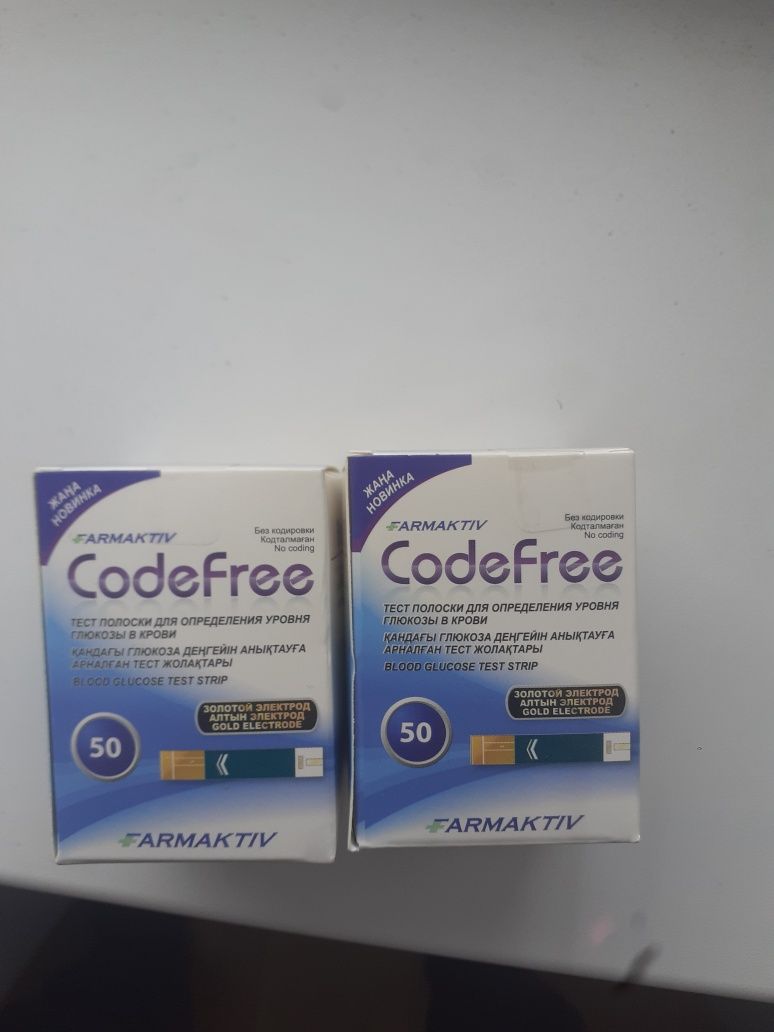 ЖАҢА
НОВИНКА
FARMAKTIV
Без кодировки
Кодталмаған
No coding
CodeFree
ТЕСТ ПОЛОСКИ ДЛЯ ОПРЕДЕЛЕНИЯ УРОВНЯ
ГЛЮКОЗЫ В КРОВИ
ҚАНДАҒЫ ГЛЮКОЗА ДЕҢГЕЙІН АНЫҚТАУҒА
АРНАЛҒАН ТЕСТ ЖОЛАҚТАРЫ
BLOOD GLUCOSE TEST STRIP
ЗОЛОТОЙ ЭЛЕКТРОД
АЛТЫН ЭЛЕКТРОД
GOLD ELECTRODE
50
FARMAKTIV
ЖАҢА
НОВИНКА
FARMAKTIV
Без кодировки
Кодталмаған
No coding
CodeFree
ТЕСТ ПОЛОСКИ ДЛЯ ОПРЕДЕЛЕНИЯ УРОВНЯ
ГЛЮКОЗЫ В КРОВИ
ҚАНДАҒЫ ГЛЮКОЗА ДЕҢГЕЙІН АНЫҚТАУҒА
АРНАЛҒАН ТЕСТ ЖОЛАҚТАРЫ
BLOOD GLUCOSE TEST STRIP
ЗОЛОТОЙ ЭЛЕКТРОД
АЛТЫН ЭЛЕКТРОД
GOLD ELECTRODE
50
FARMAKTIV